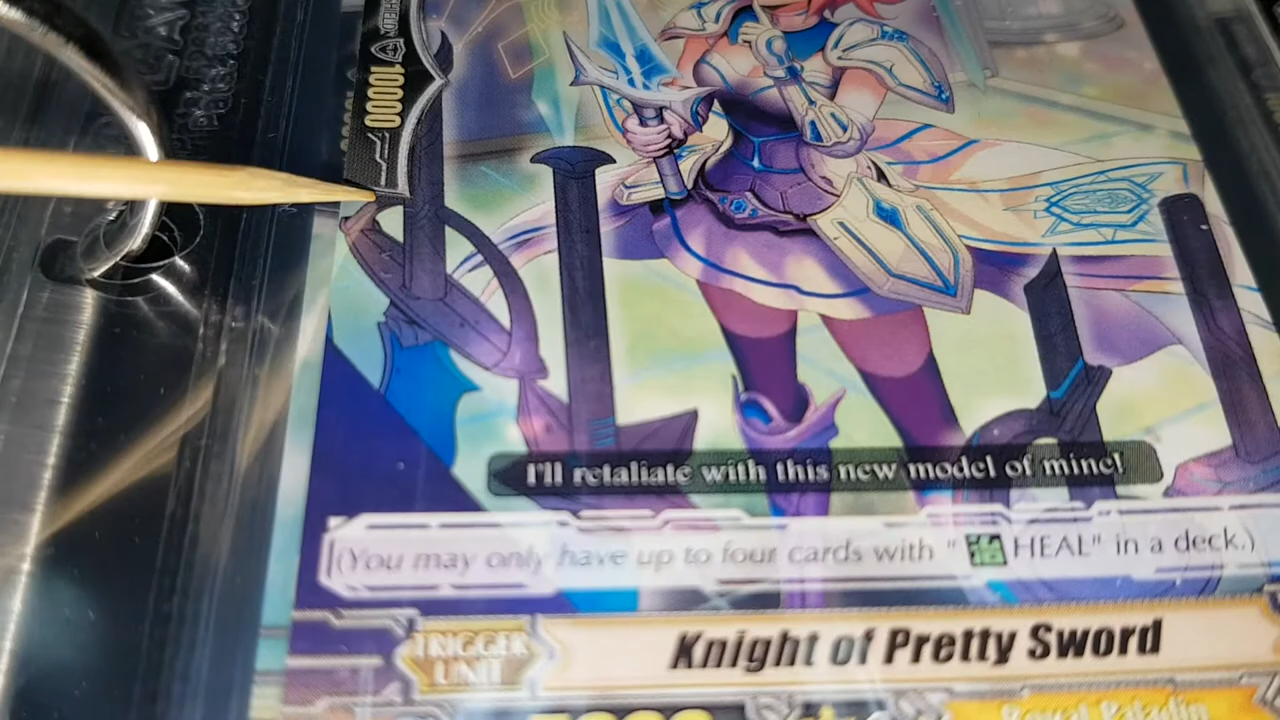 10000
I'll retaliate with this new model of mine!
(You may only have up to four cards with "治 HEAL" in a deck.)
TRIGGER UNIT
Knight of Pretty Sword
Royal Paladin